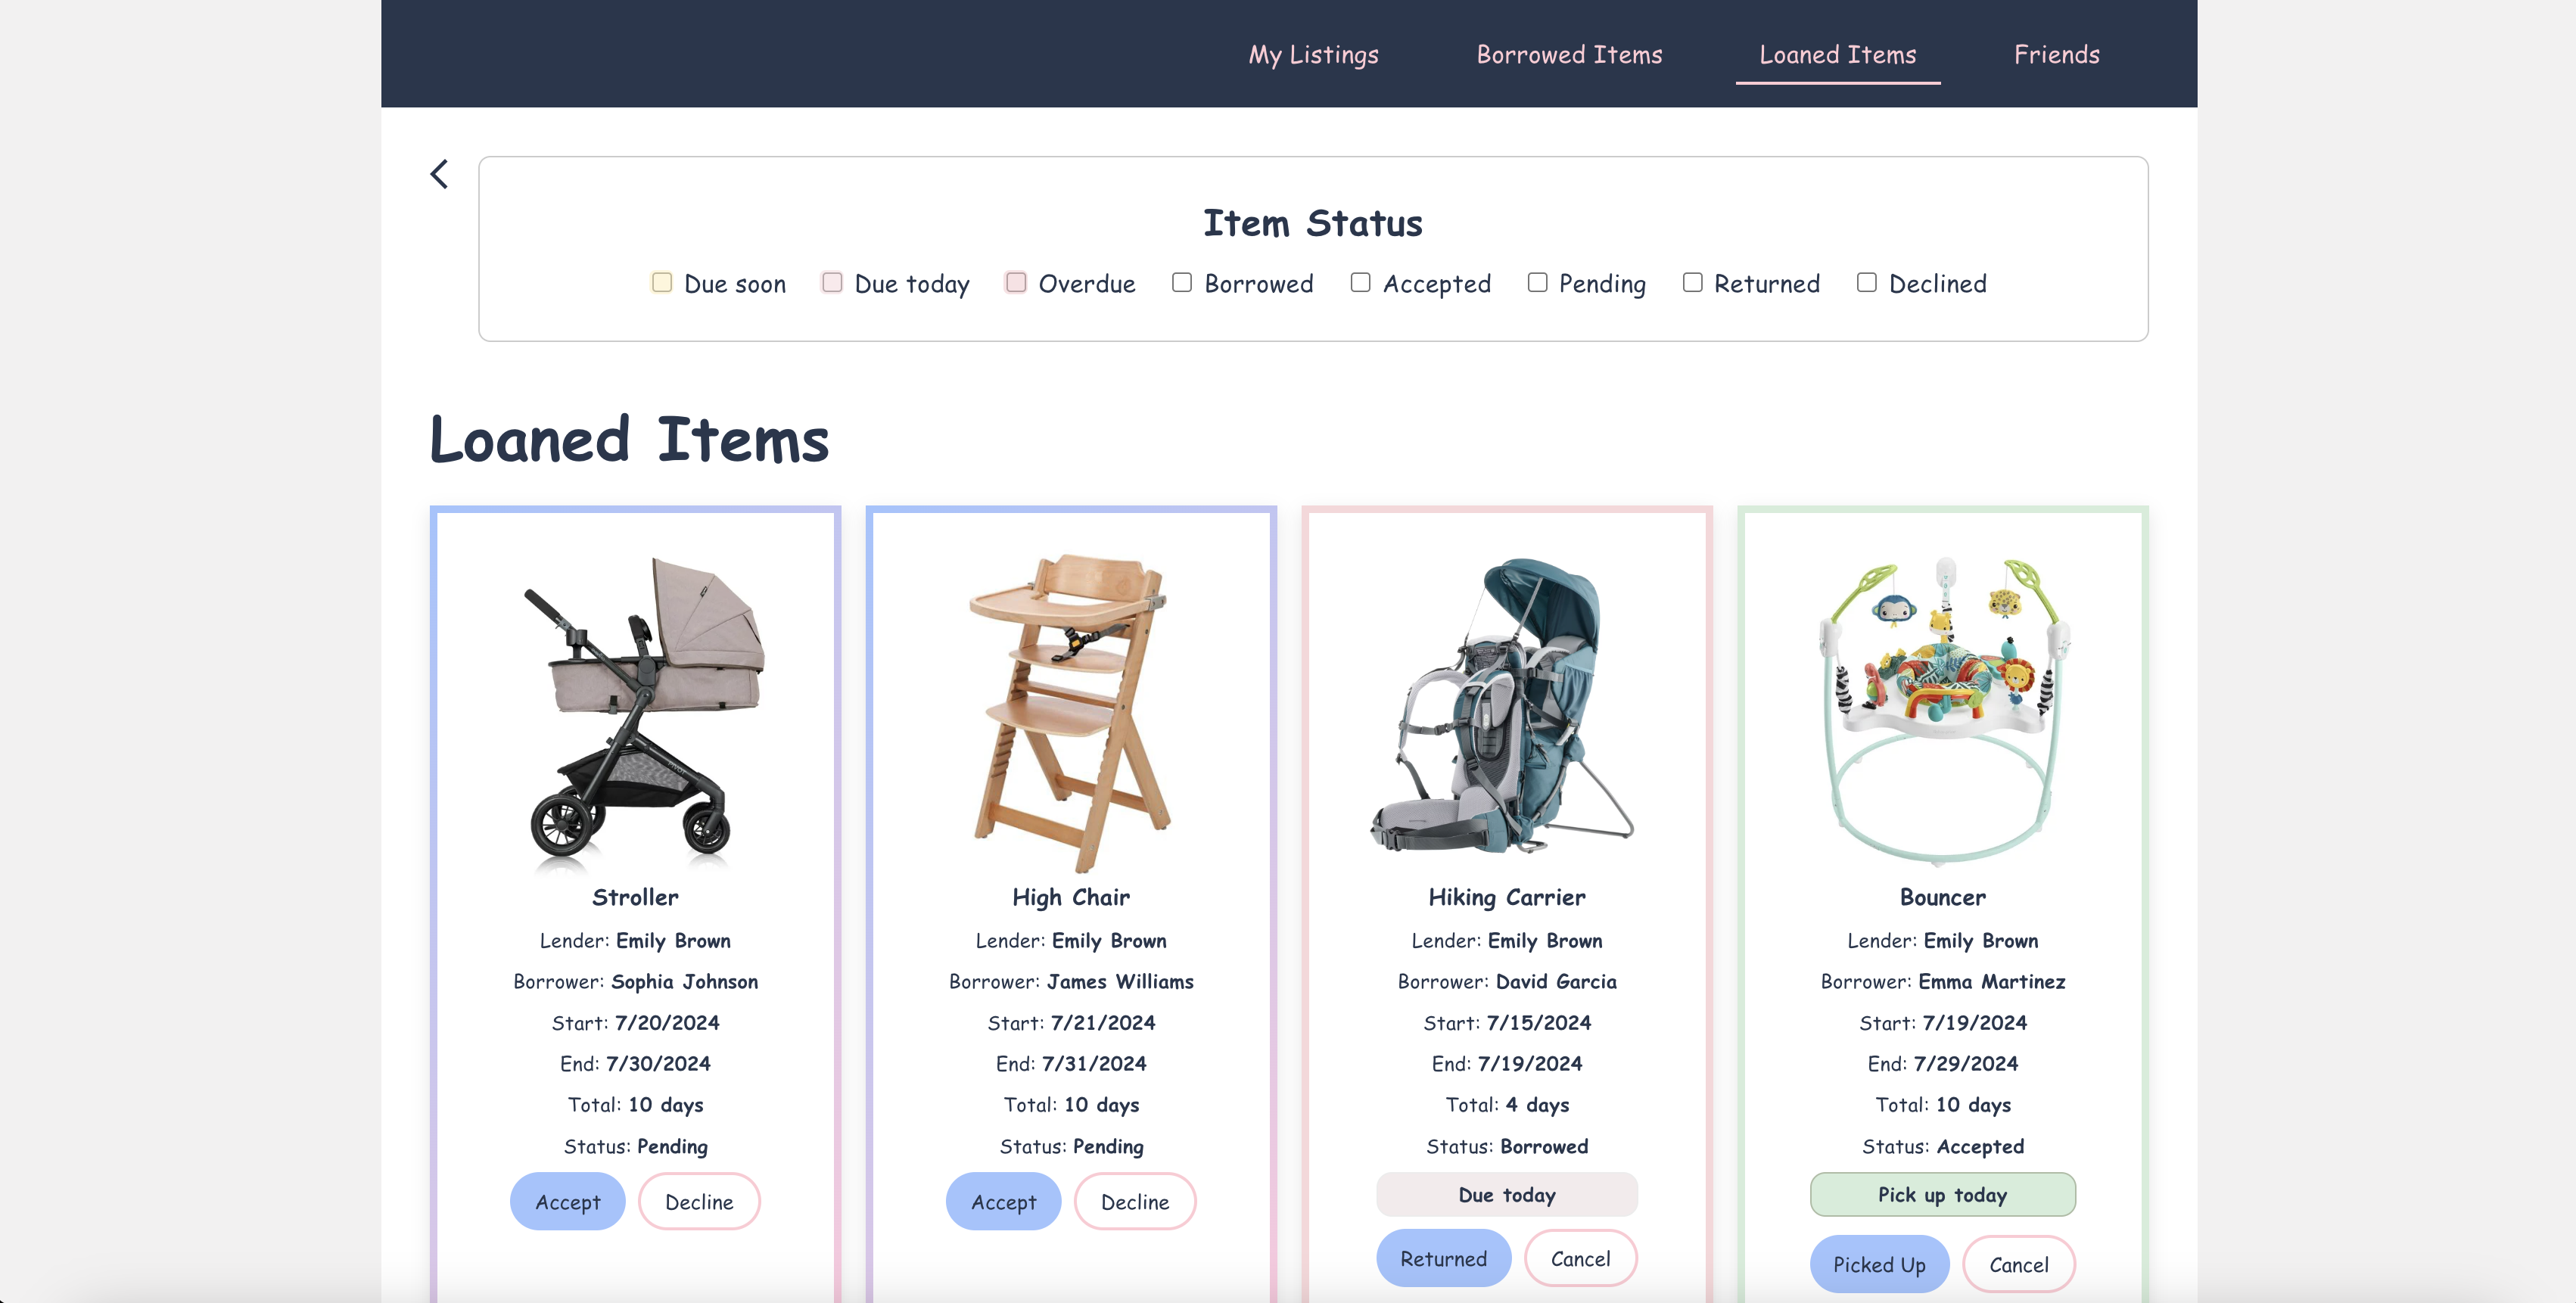 My Listings Borrowed Items Loaned Items Friends
Item Status
Due soon Due today Overdue Borrowed Accepted Pending Returned Declined
Loaned Items
Stroller
Lender: Emily Brown
Borrower: Sophia Johnson
Start: 7/20/2024
End: 7/30/2024
Total: 10 days
Status: Pending
Accept Decline
High Chair
Lender: Emily Brown
Borrower: James Williams
Start: 7/21/2024
End: 7/31/2024
Total: 10 days
Status: Pending
Accept Decline
Hiking Carrier
Lender: Emily Brown
Borrower: David Garcia
Start: 7/15/2024
End: 7/19/2024
Total: 4 days
Status: Borrowed
Due today
Returned Cancel
Bouncer
Lender: Emily Brown
Borrower: Emma Martinez
Start: 7/19/2024
End: 7/29/2024
Total: 10 days
Status: Accepted
Pick up today
Picked Up Cancel